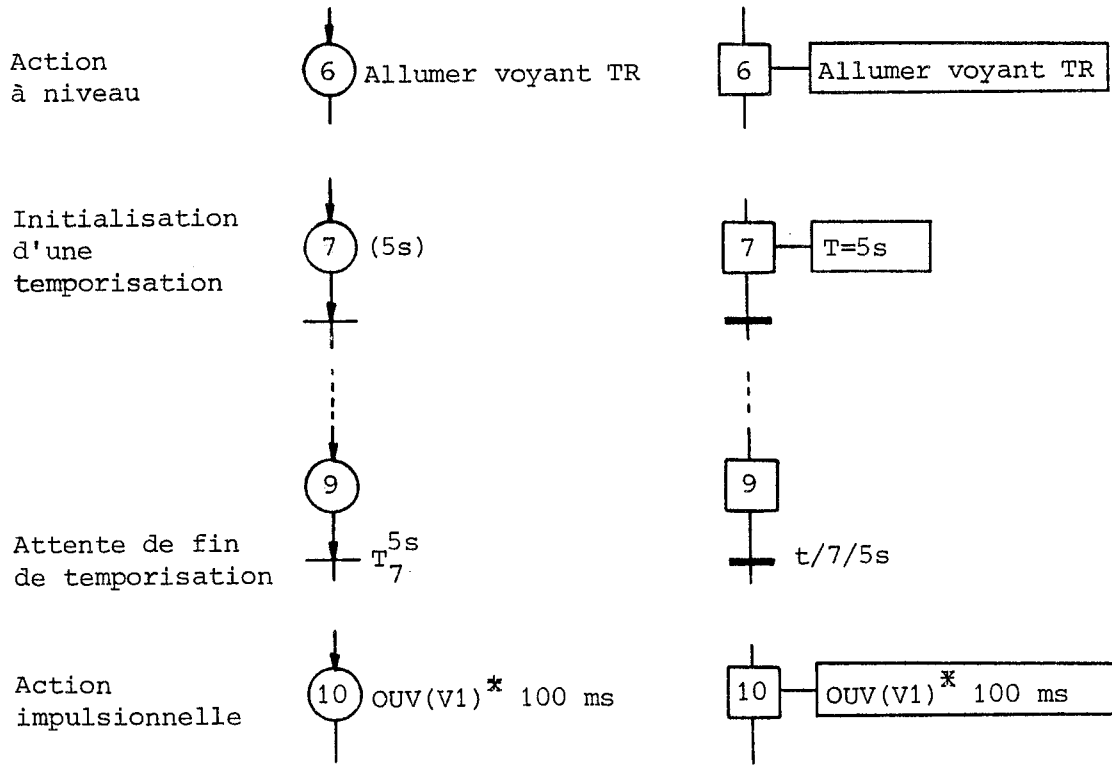 Action
à niveau
6
Allumer voyant TR
6
Allumer voyant TR
Initialisation
d'une
temporisation
7
(5s)
7
T=5s
9
9
Attente de fin
de temporisation
T₇⁵ˢ
t/7/5s
Action
impulsionnelle
10
OUV(V1)* 100 ms
10
OUV(V1)* 100 ms